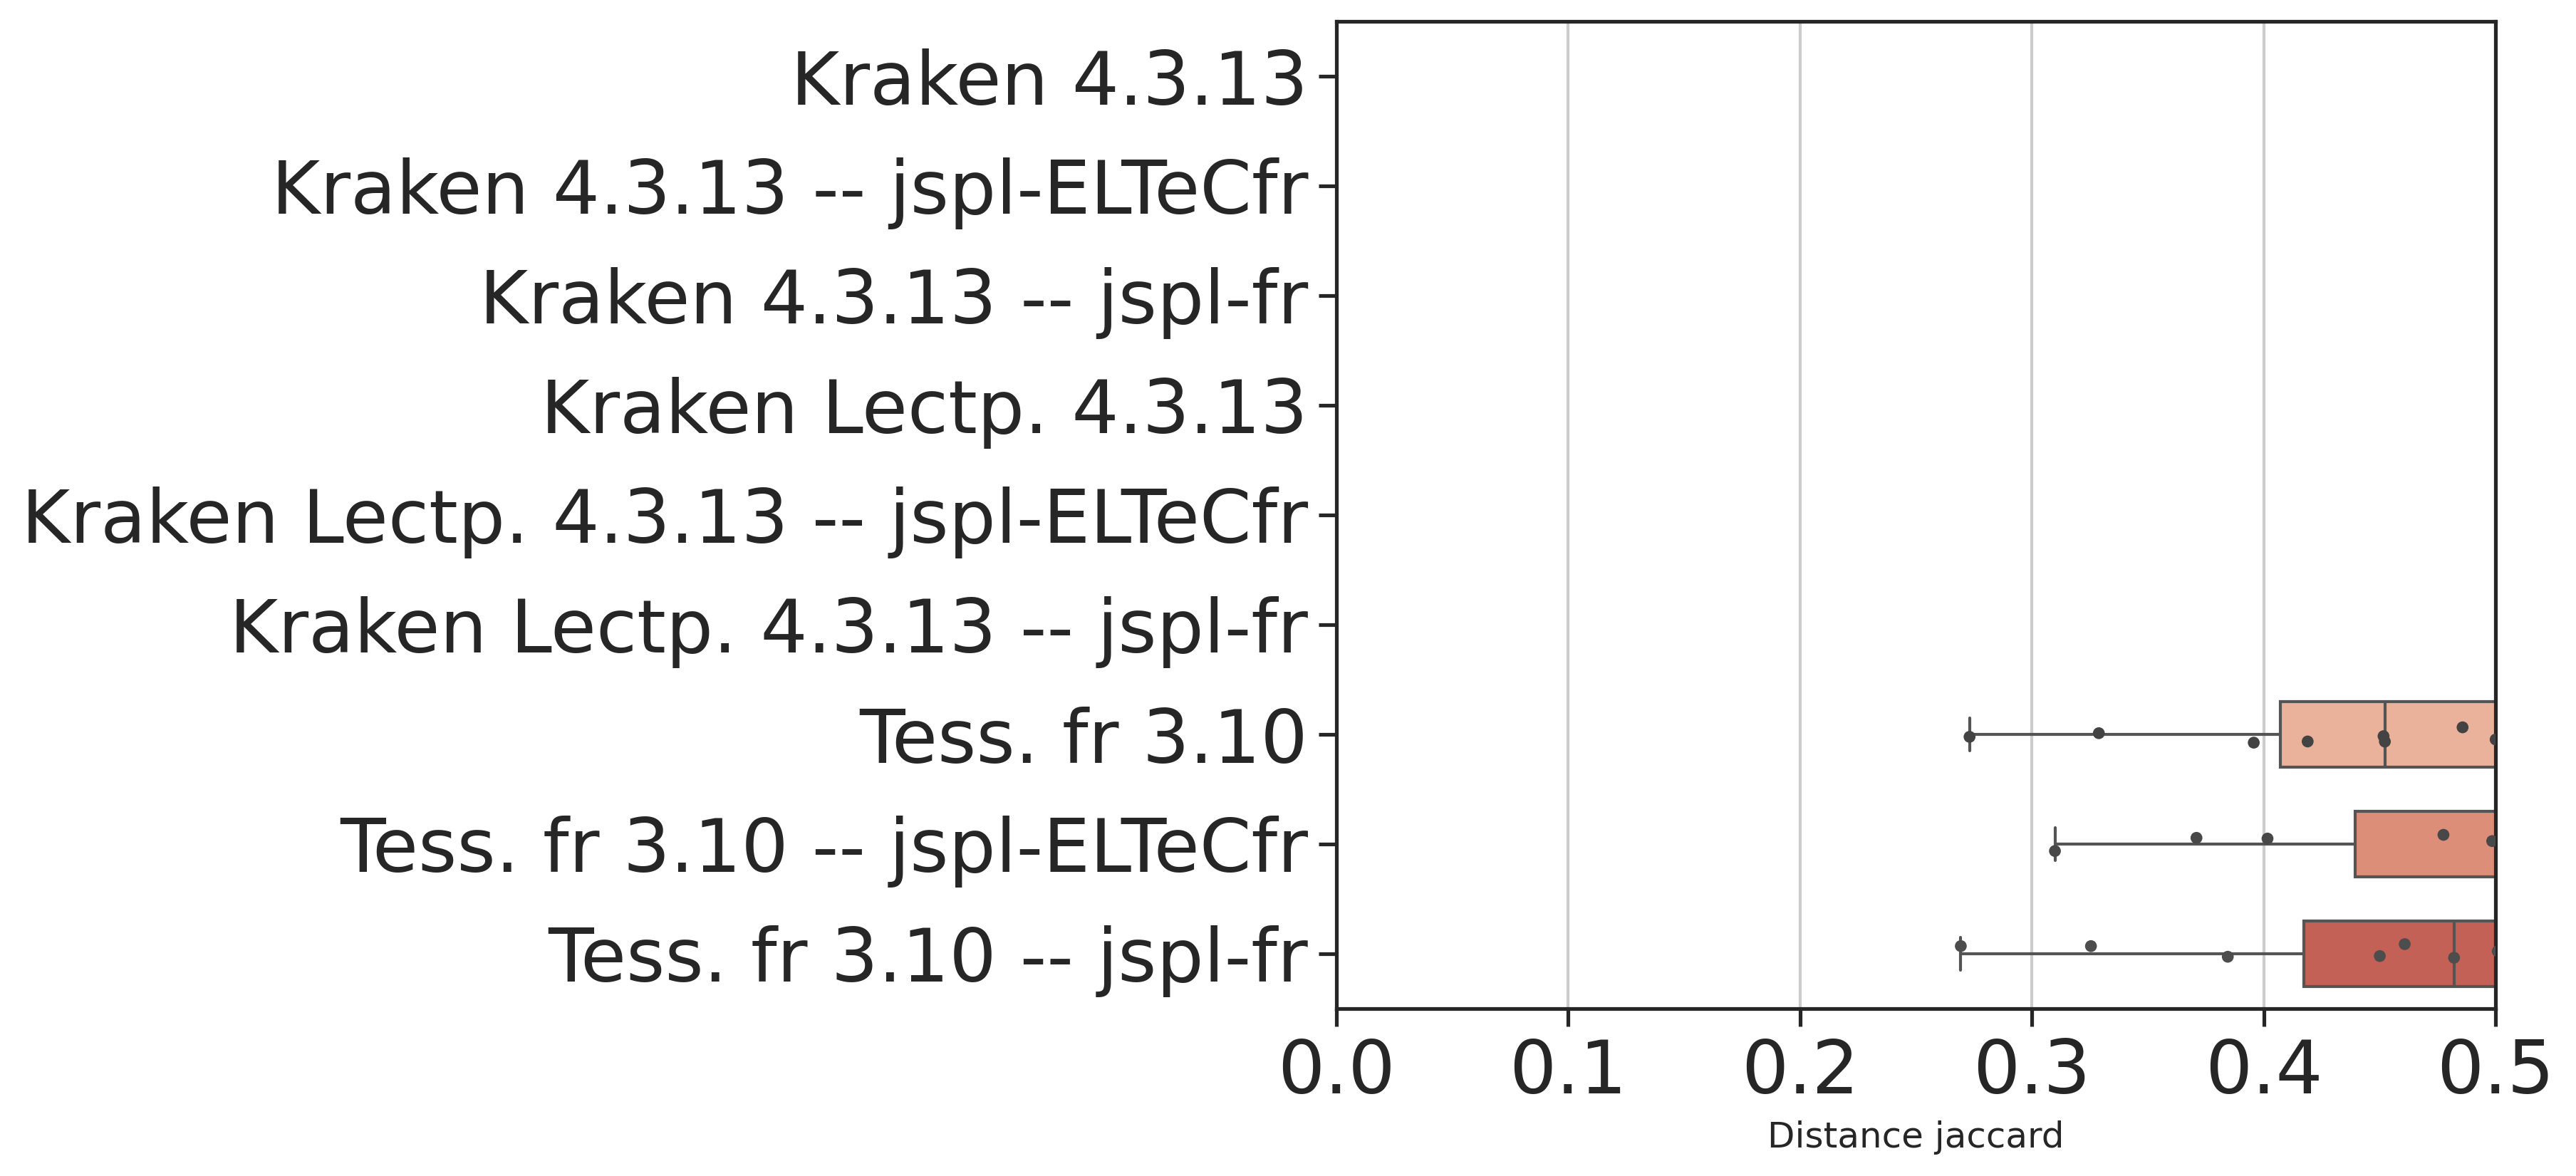 Kraken 4.3.13
Kraken 4.3.13 -- jspl-ELTeCfr
Kraken 4.3.13 -- jspl-fr
Kraken Lectp. 4.3.13
Kraken Lectp. 4.3.13 -- jspl-ELTeCfr
Kraken Lectp. 4.3.13 -- jspl-fr
Tess. fr 3.10
Tess. fr 3.10 -- jspl-ELTeCfr
Tess. fr 3.10 -- jspl-fr
0.0 0.1 0.2 0.3 0.4 0.5
Distance jaccard